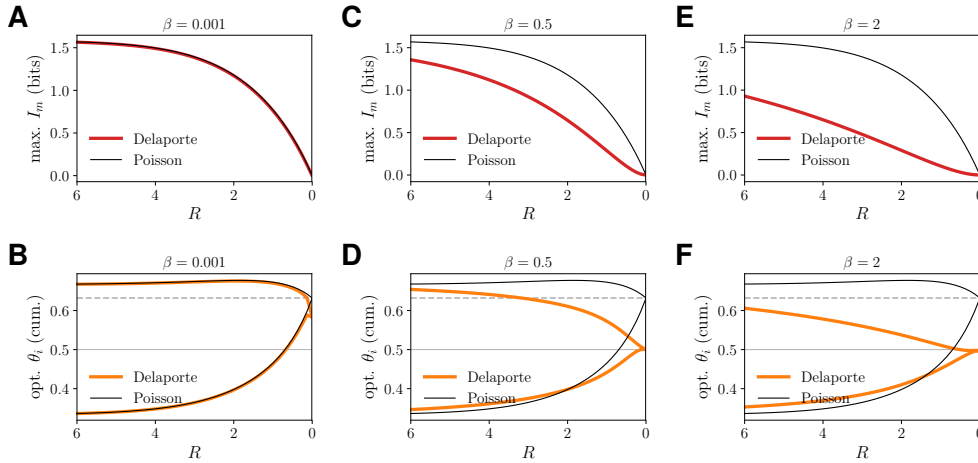 A
β = 0.001
max. I_m (bits)
1.5
1.0
0.5
0.0
Delaporte
Poisson
6 4 2 0
R
C
β = 0.5
max. I_m (bits)
1.5
1.0
0.5
0.0
Delaporte
Poisson
6 4 2 0
R
E
β = 2
max. I_m (bits)
1.5
1.0
0.5
0.0
Delaporte
Poisson
6 4 2 0
R
B
β = 0.001
opt. θ_i (cum.)
0.6
0.5
0.4
Delaporte
Poisson
6 4 2 0
R
D
β = 0.5
opt. θ_i (cum.)
0.6
0.5
0.4
Delaporte
Poisson
6 4 2 0
R
F
β = 2
opt. θ_i (cum.)
0.6
0.5
0.4
Delaporte
Poisson
6 4 2 0
R